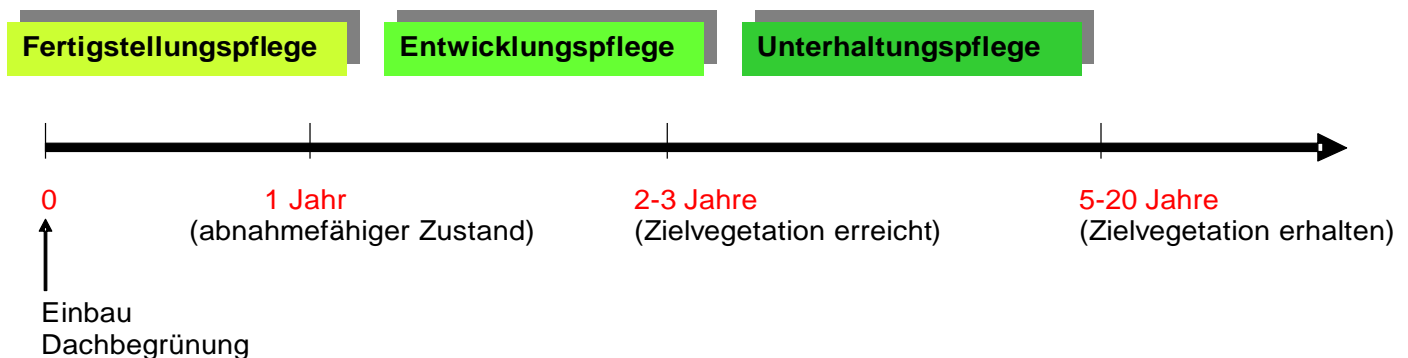 Fertigstellungspflege
Entwicklungspflege
Unterhaltungspflege
0
1 Jahr
(abnahmefähiger Zustand)
2-3 Jahre
(Zielvegetation erreicht)
5-20 Jahre
(Zielvegetation erhalten)
Einbau
Dachbegrünung